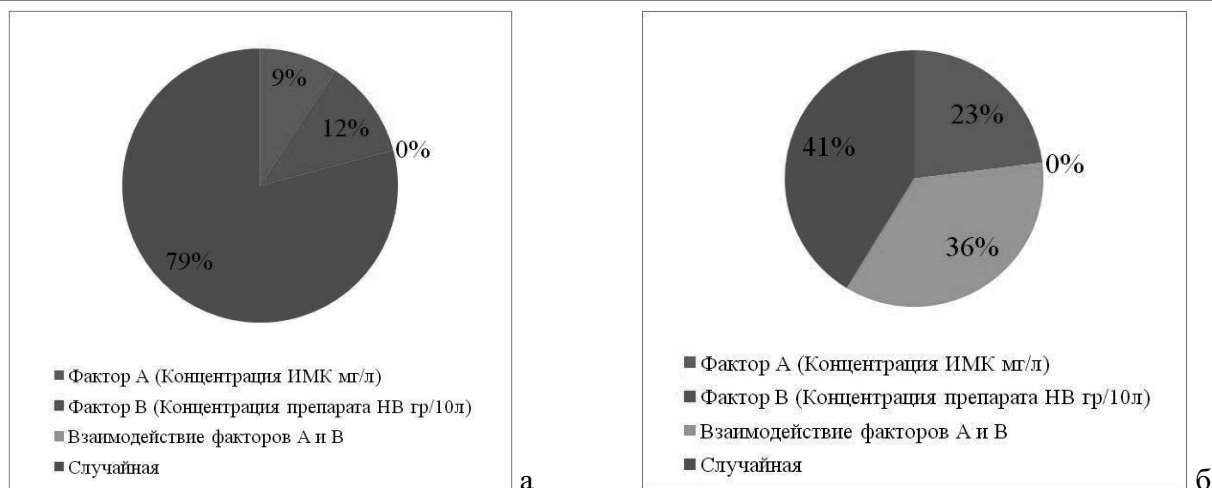 9%
12%
0%
79%
Фактор А (Концентрация ИМК мг/л)
Фактор В (Концентрация препарата НВ гр/10л)
Взаимодействие факторов А и В
Случайная
а
23%
0%
41%
36%
Фактор А (Концентрация ИМК мг/л)
Фактор В (Концентрация препарата НВ гр/10л)
Взаимодействие факторов А и В
Случайная
б